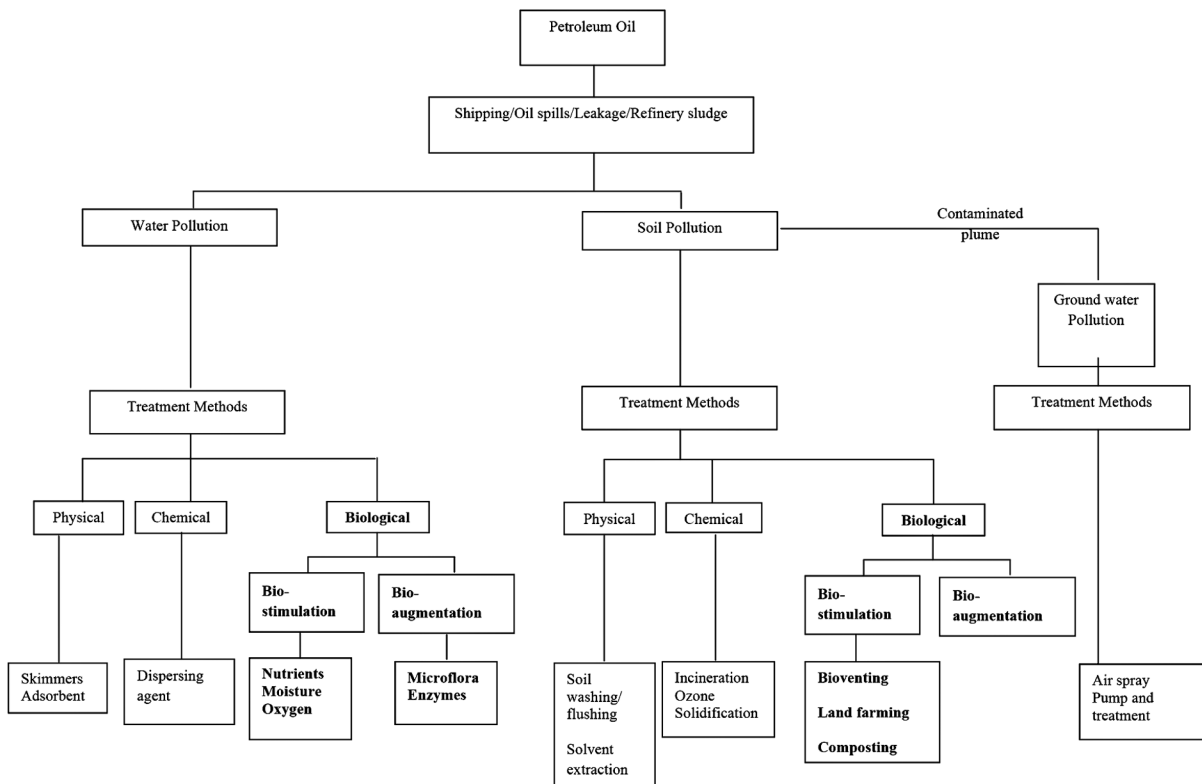 Petroleum Oil
Shipping/Oil spills/Leakage/Refinery sludge
Water Pollution
Soil Pollution
Contaminated
plume
Ground water
Pollution
Treatment Methods
Treatment Methods
Treatment Methods
Physical
Chemical
Biological
Physical
Chemical
Biological
Bio-
stimulation
Bio-
augmentation
Bio-
stimulation
Bio-
augmentation
Skimmers
Adsorbent
Dispersing
agent
Nutrients
Moisture
Oxygen
Microflora
Enzymes
Soil
washing/
flushing
Solvent
extraction
Incineration
Ozone
Solidification
Bioventing
Land farming
Composting
Air spray
Pump and
treatment